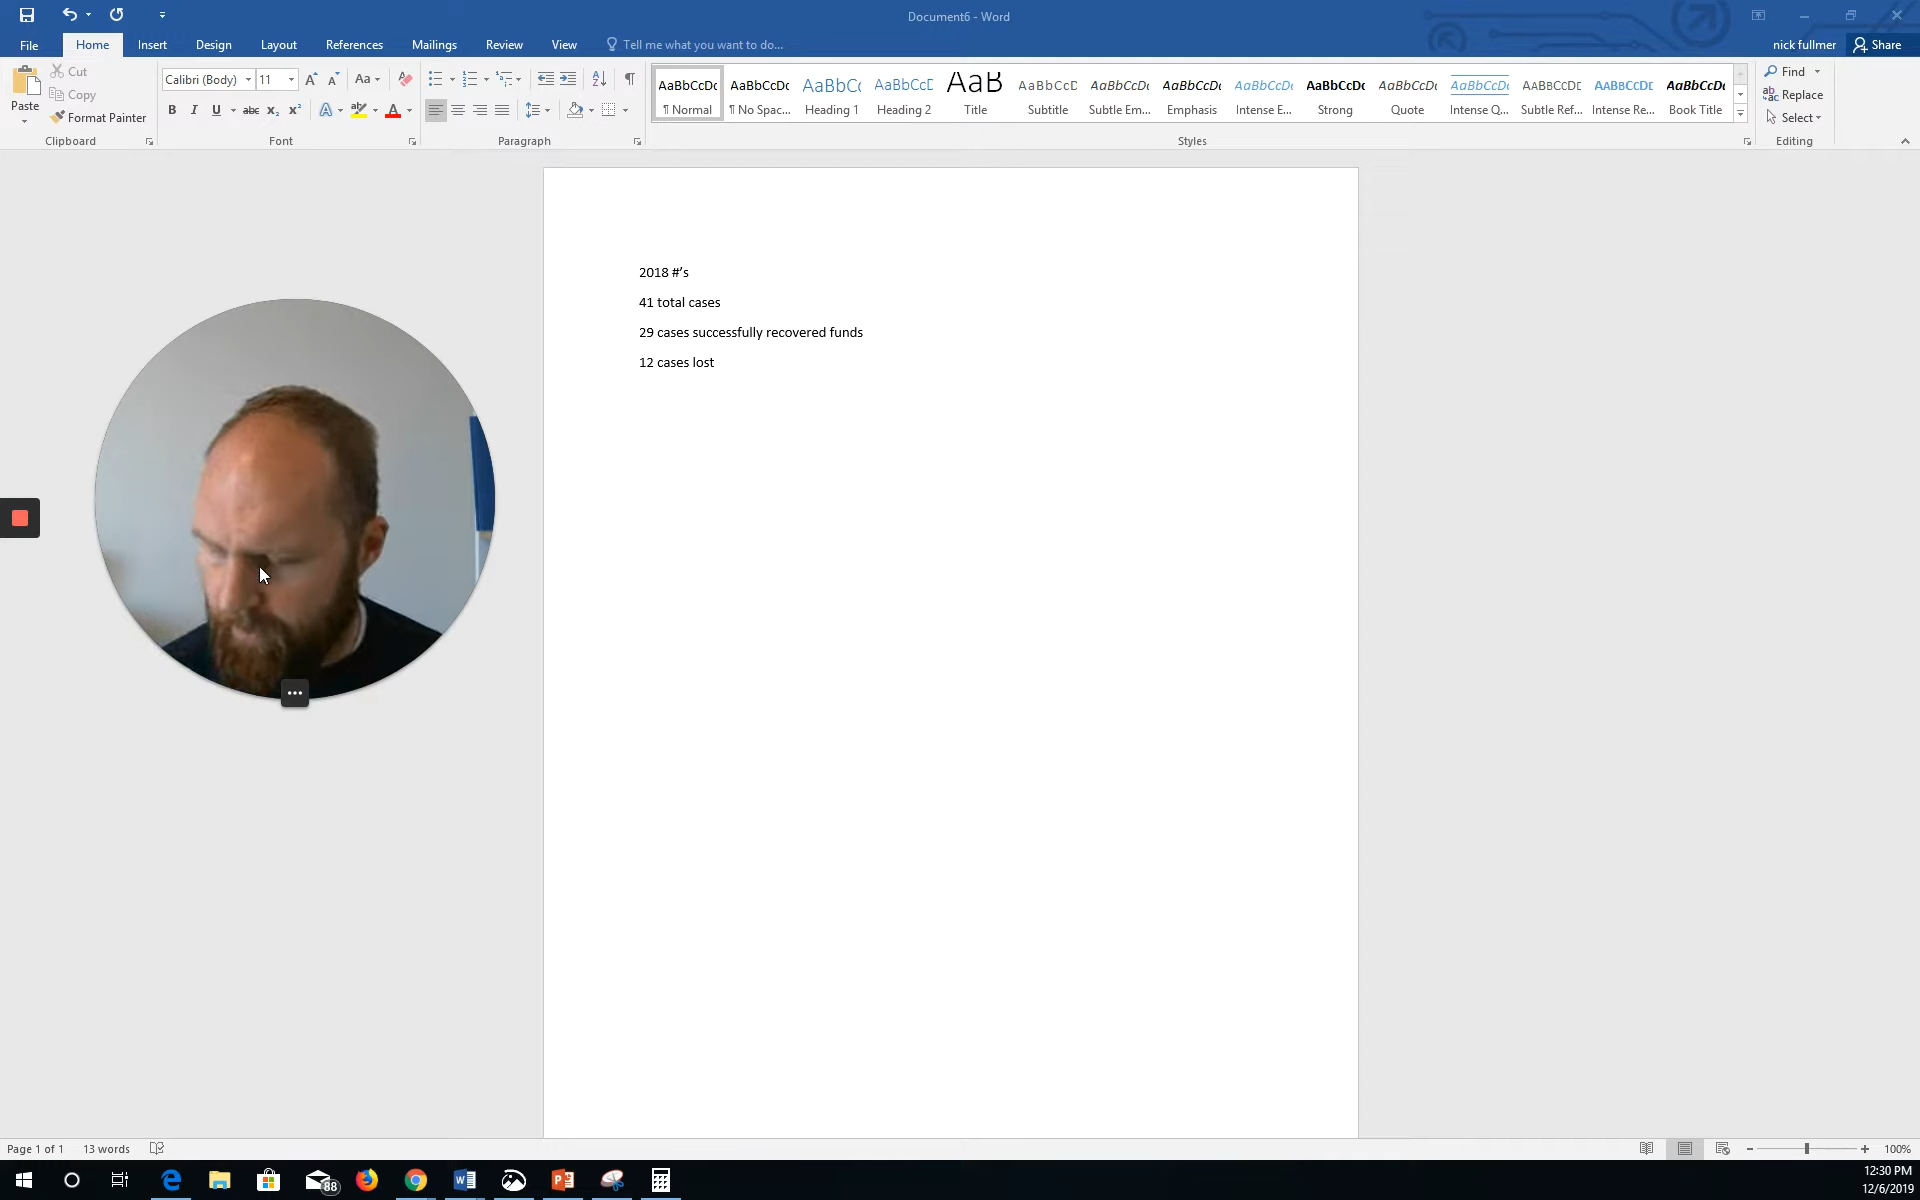 Document6 - Word
File Home Insert Design Layout References Mailings Review View Tell me what you want to do... nick fullmer Share
Paste
Cut
Copy
Format Painter
Clipboard
Calibri (Body) 11
Font
Paragraph
AaBbCcDc AaBbCcDc AaBbCc AaBbCcD AaB AaBbCcD AaBbCcDc AaBbCcDc AaBbCcDc AaBbCcDc AaBbCcDc AaBbCcDc AABBCCDE AABBCCDE AaBbCcDc
¶ Normal ¶ No Spac... Heading 1 Heading 2 Title Subtitle Subtle Em... Emphasis Intense E... Strong Quote Intense Q... Subtle Ref... Intense Re... Book Title
Styles
Find
Replace
Select
Editing
2018 #'s
41 total cases
29 cases successfully recovered funds
12 cases lost
Page 1 of 1 13 words 100%
88
12:30 PM
12/6/2019